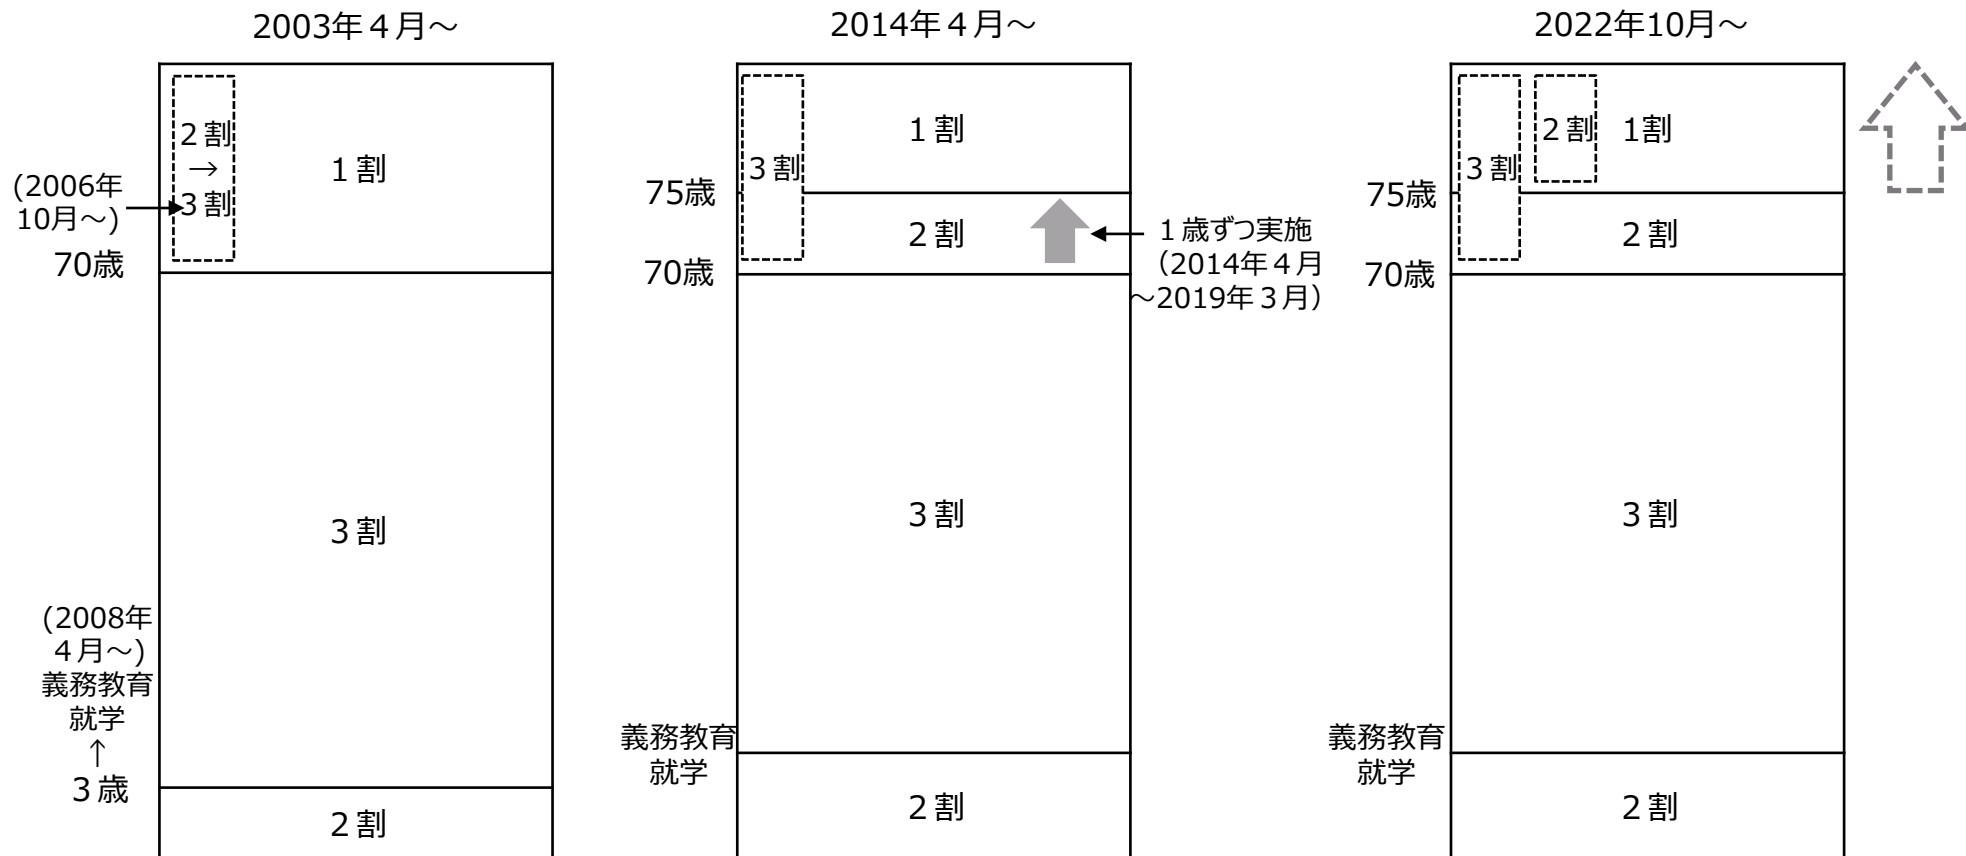 2003年４月～
２割
→
３割
１割
(2006年
10月～)
70歳
３割
(2008年
４月～)
義務教育
就学
↑
３歳
２割
2014年４月～
３割
１割
75歳
２割
70歳
１歳ずつ実施
（2014年４月
～2019年３月）
３割
義務教育
就学
２割
2022年10月～
３割
２割
1割
75歳
２割
70歳
３割
義務教育
就学
２割